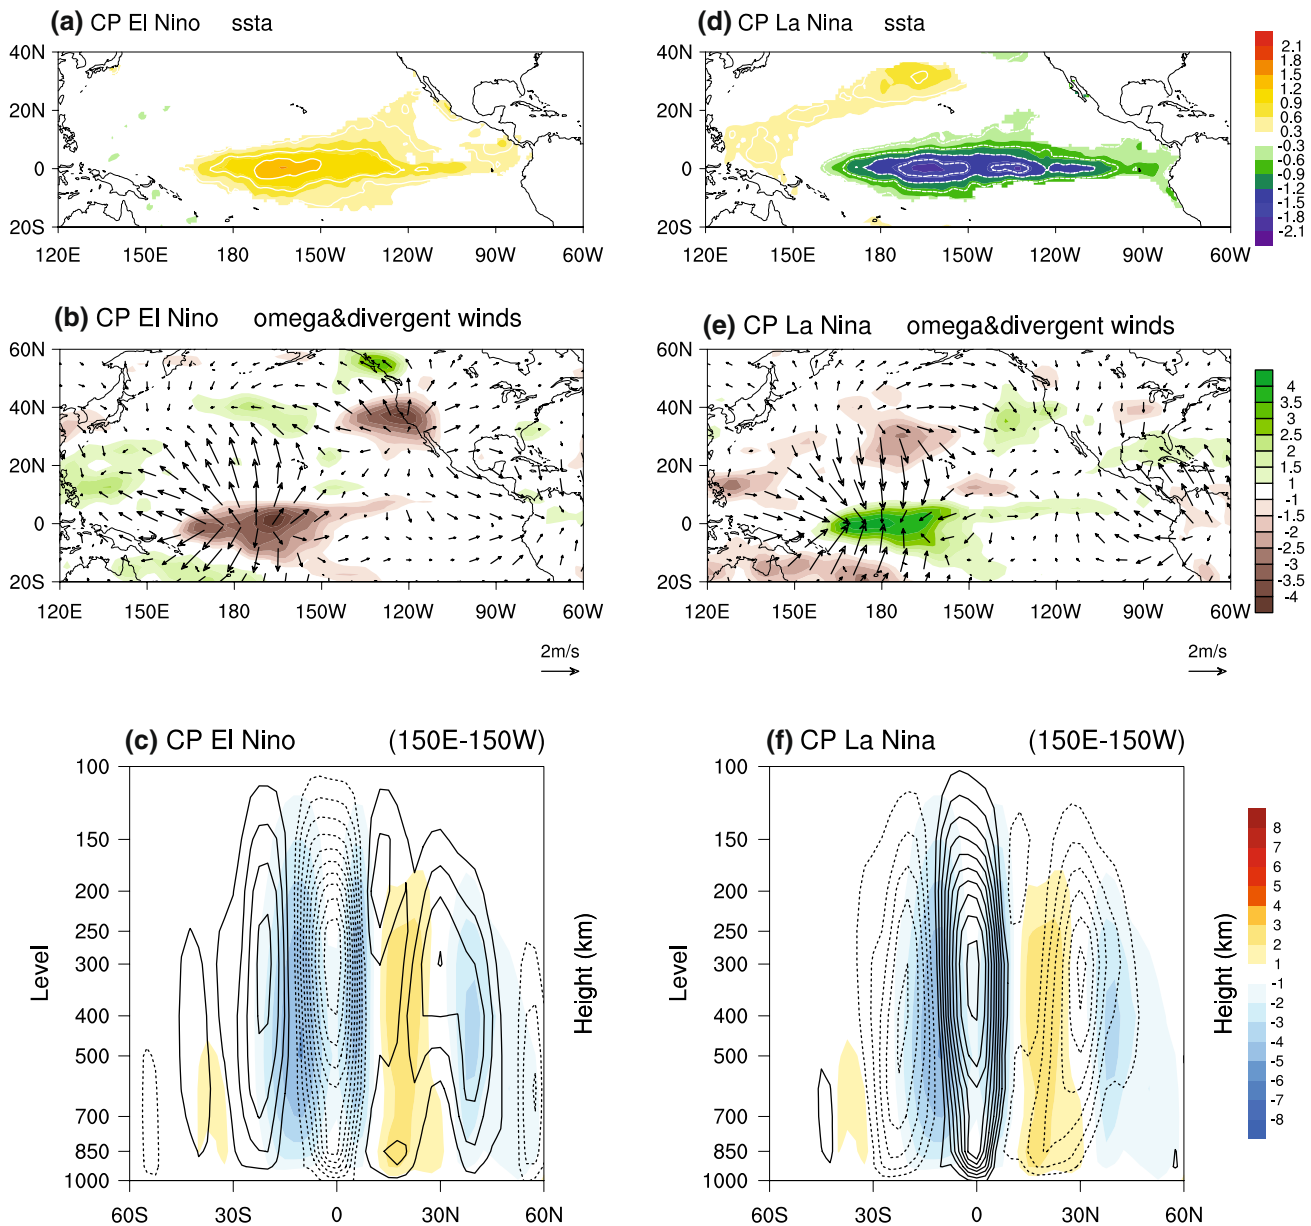 (a) CP El Nino ssta
40N
20N
0
20S
120E 150E 180 150W 120W 90W 60W
(d) CP La Nina ssta
40N
20N
0
20S
120E 150E 180 150W 120W 90W 60W
2.1
1.8
1.5
1.2
0.9
0.6
0.3
-0.3
-0.6
-0.9
-1.2
-1.5
-1.8
-2.1
(b) CP El Nino omega&divergent winds
60N
40N
20N
0
20S
120E 150E 180 150W 120W 90W 60W
2m/s
(e) CP La Nina omega&divergent winds
60N
40N
20N
0
20S
120E 150E 180 150W 120W 90W 60W
2m/s
4
3.5
3
2.5
2
1.5
1
-1
-1.5
-2
-2.5
-3
-3.5
-4
(c) CP El Nino (150E-150W)
100
150
200
250
300
400
500
700
850
1000
Level
Height (km)
60S 30S 0 30N 60N
(f) CP La Nina (150E-150W)
100
150
200
250
300
400
500
700
850
1000
Level
Height (km)
60S 30S 0 30N 60N
8
7
6
5
4
3
2
1
-1
-2
-3
-4
-5
-6
-7
-8